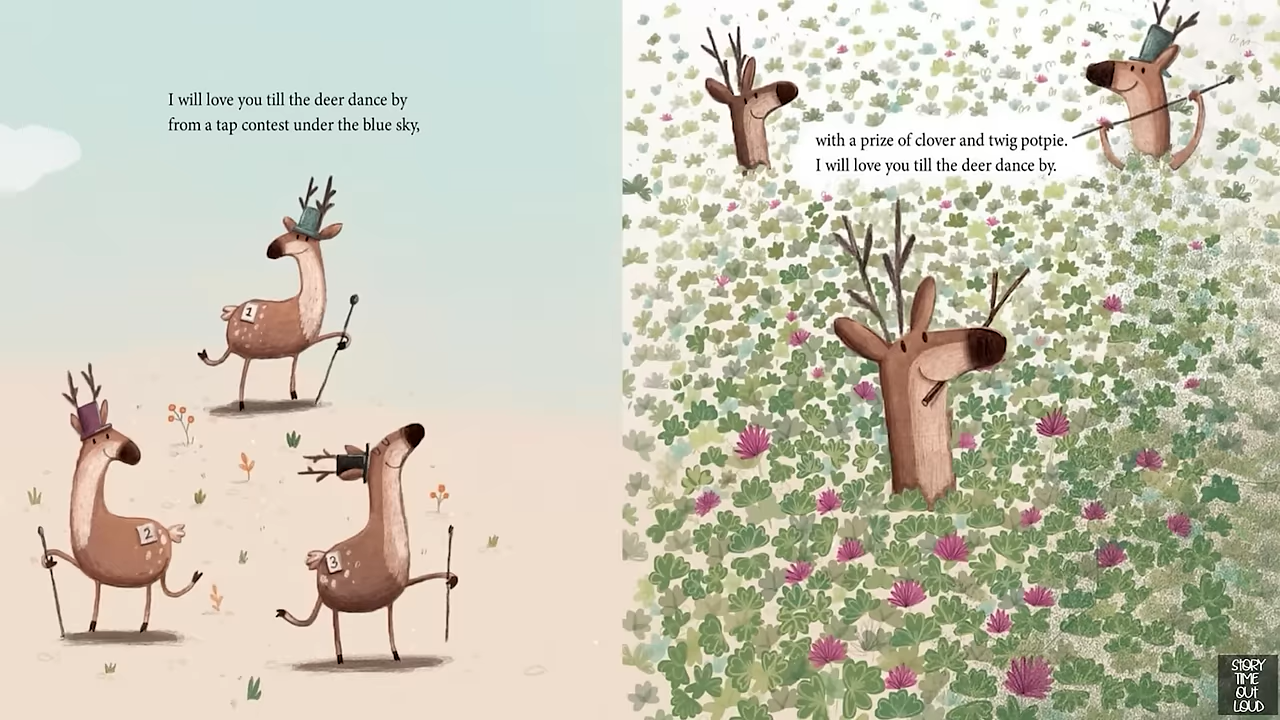 I will love you till the deer dance by
from a tap contest under the blue sky,
1
2
3
with a prize of clover and twig potpie.
I will love you till the deer dance by.
STORY
TIME
OUT
LOUD